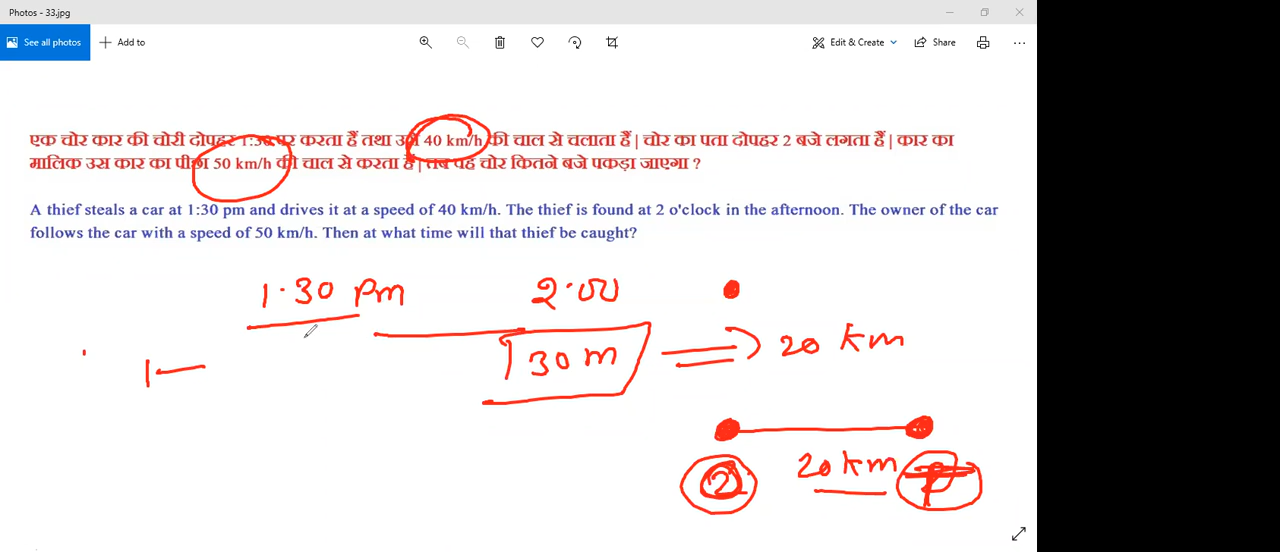 Photos - 33.jpg
See all photos
Add to
Edit & Create
Share
एक चोर कार की चोरी दोपहर 1:30 पर करता हैं तथा उसे 40 km/h की चाल से चलाता हैं | चोर का पता दोपहर 2 बजे लगता हैं | कार का
मालिक उस कार का पीछा 50 km/h की चाल से करता हैं | तब वह चोर कितने बजे पकड़ा जाएगा ?
A thief steals a car at 1:30 pm and drives it at a speed of 40 km/h. The thief is found at 2 o'clock in the afternoon. The owner of the car
follows the car with a speed of 50 km/h. Then at what time will that thief be caught?
1.30 Pm 2.00
30 m 20 km
20 km
2